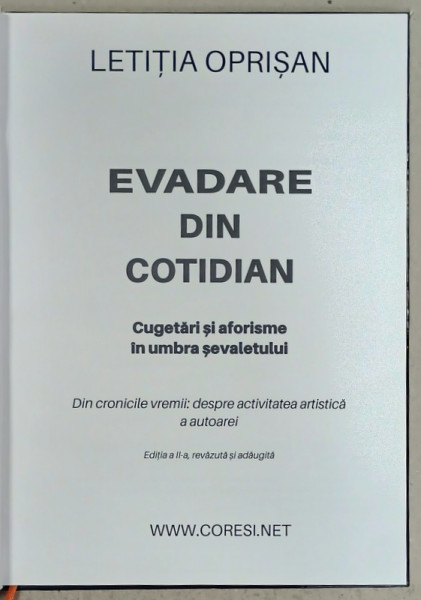 LETIȚIA OPRIȘAN
EVADARE
DIN
COTIDIAN
Cugetări și aforisme
în umbra șevaletului
Din cronicile vremii: despre activitatea artistică
a autoarei
Ediția a II-a, revăzută și adăugită
WWW.CORESI.NET